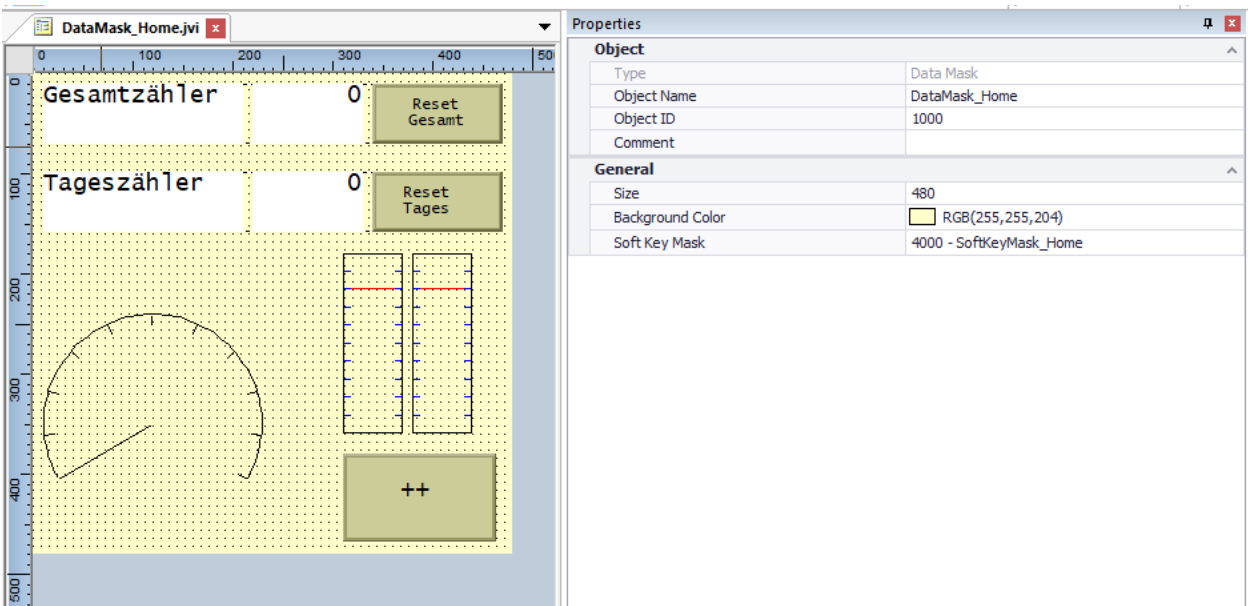 DataMask_Home.jvi
0 100 200 300 400 50
0
100
200
300
400
500
Gesamtzähler 0 Reset
Gesamt
Tageszähler 0 Reset
Tages
++
Properties
Object
Type Data Mask
Object Name DataMask_Home
Object ID 1000
Comment
General
Size 480
Background Color RGB(255,255,204)
Soft Key Mask 4000 - SoftKeyMask_Home